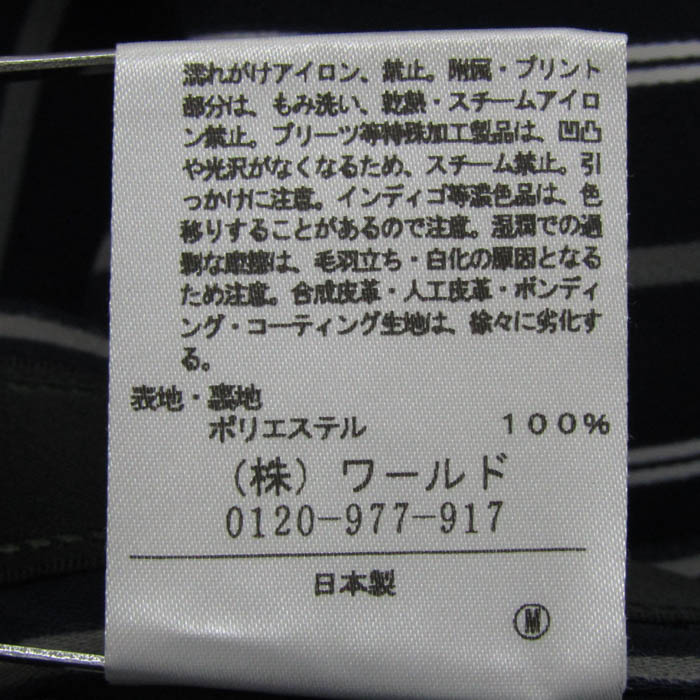 濡れがけアイロン、禁止。附属・プリント
部分は、もみ洗い、乾熱・スチームアイロ
ン禁止。プリーツ等特殊加工製品は、凹凸
や光沢がなくなるため、スチーム禁止。引
っかけに注意。インディゴ等濃色品は、色
移りすることがあるので注意。湿潤での過
剰な摩擦は、毛羽立ち・白化の原因となる
ため注意。合成皮革・人工皮革・ボンディ
ング・コーティング生地は、徐々に劣化す
る。
表地・裏地
ポリエステル　１００％
（株）ワールド
0120-977-917
日本製
M